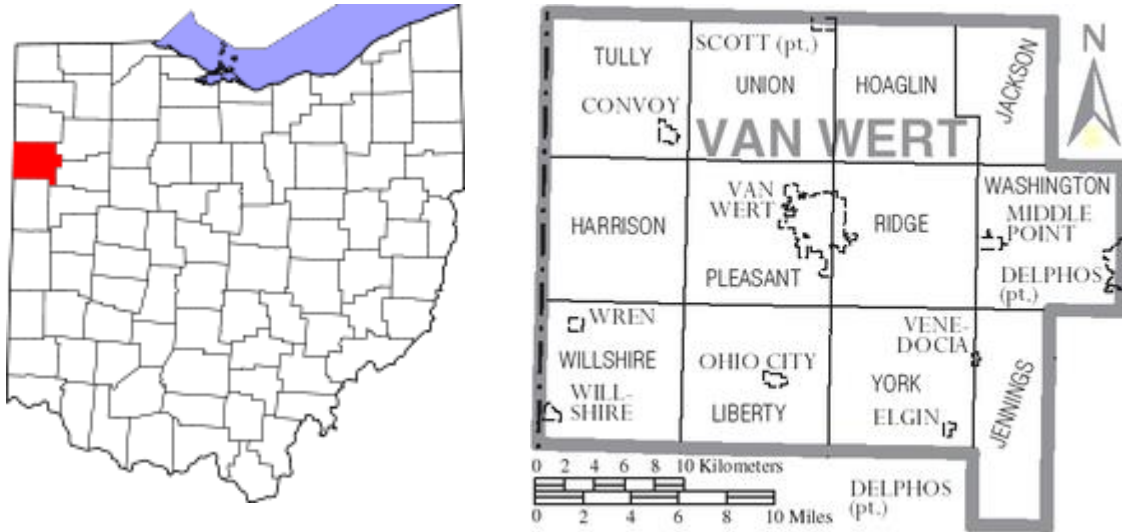 N
SCOTT (pt.)
TULLY
UNION
HOAGLIN
JACKSON
CONVOY
VAN WERT
VAN
WERT
WASHINGTON
MIDDLE
POINT
HARRISON
RIDGE
PLEASANT
DELPHOS
(pt.)
WREN
VENE-
DOCIA
WILLSHIRE
OHIO CITY
YORK
WILL-
SHIRE
LIBERTY
ELGIN
JENNINGS
0 2 4 6 8 10 Kilometers
0 2 4 6 10 Miles
DELPHOS
(pt.)